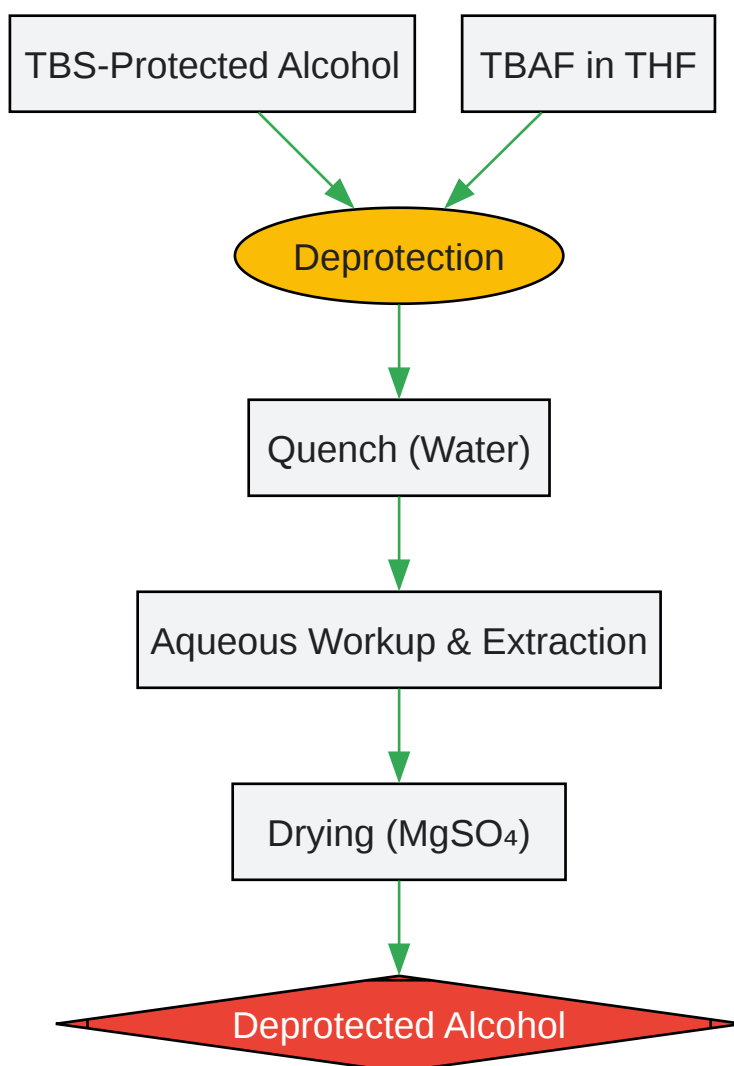 TBS-Protected Alcohol
TBAF in THF
Deprotection
Quench (Water)
Aqueous Workup & Extraction
Drying (MgSO₄)
Deprotected Alcohol